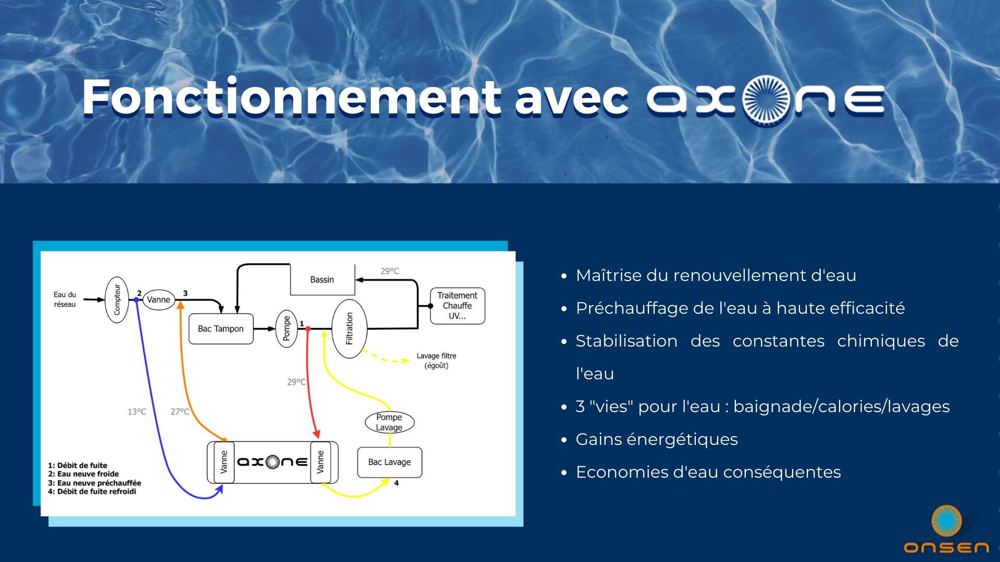 Fonctionnement avec axone
Eau du
réseau
Compteur
2
Vanne
3
Bassin
29°C
Traitement
Chauffe
UV...
Bac Tampon
Pompe
1
Filtration
Lavage filtre
(égoût)
29°C
13°C
27°C
Pompe
Lavage
Vanne
axone
Vanne
Bac Lavage
4
1: Débit de fuite
2: Eau neuve froide
3: Eau neuve préchauffée
4: Débit de fuite refroidi
• Maîtrise du renouvellement d'eau
• Préchauffage de l'eau à haute efficacité
• Stabilisation des constantes chimiques de
l'eau
• 3 "vies" pour l'eau : baignade/calories/lavages
• Gains énergétiques
• Economies d'eau conséquentes
onsen